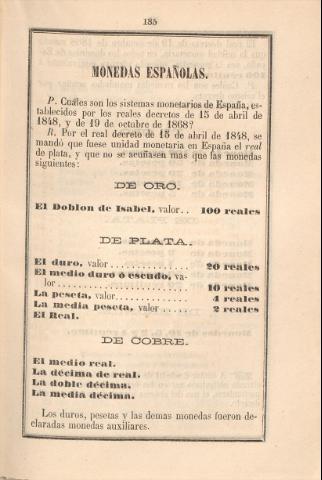 185
MONEDAS ESPAÑOLAS.
P. Cuáles son los sistemas monetarios de España, es-
tablecidos por los reales decretos de 15 de abril de
1848, y de 19 de octubre de 1868?
R. Por el real decreto de 15 de abril de 1848, se
mandó que fuese unidad monetaria en España el real
de plata, y que no se acuñasen mas que las monedas
siguientes:
DE ORO.
El Doblon de Isabel, valor.. 100 reales
DE PLATA.
El duro, valor .............. 20 reales
El medio duro ó escudo, va-
lor....................... 10 reales
La peseta, valor............. 4 reales
La media peseta, valor ..... 2 reales
El Real.
DE COBRE.
El medio real.
La décima de real.
La doble décima.
La media décima.
Los duros, pesetas y las demas monedas fueron de-
claradas monedas auxiliares.